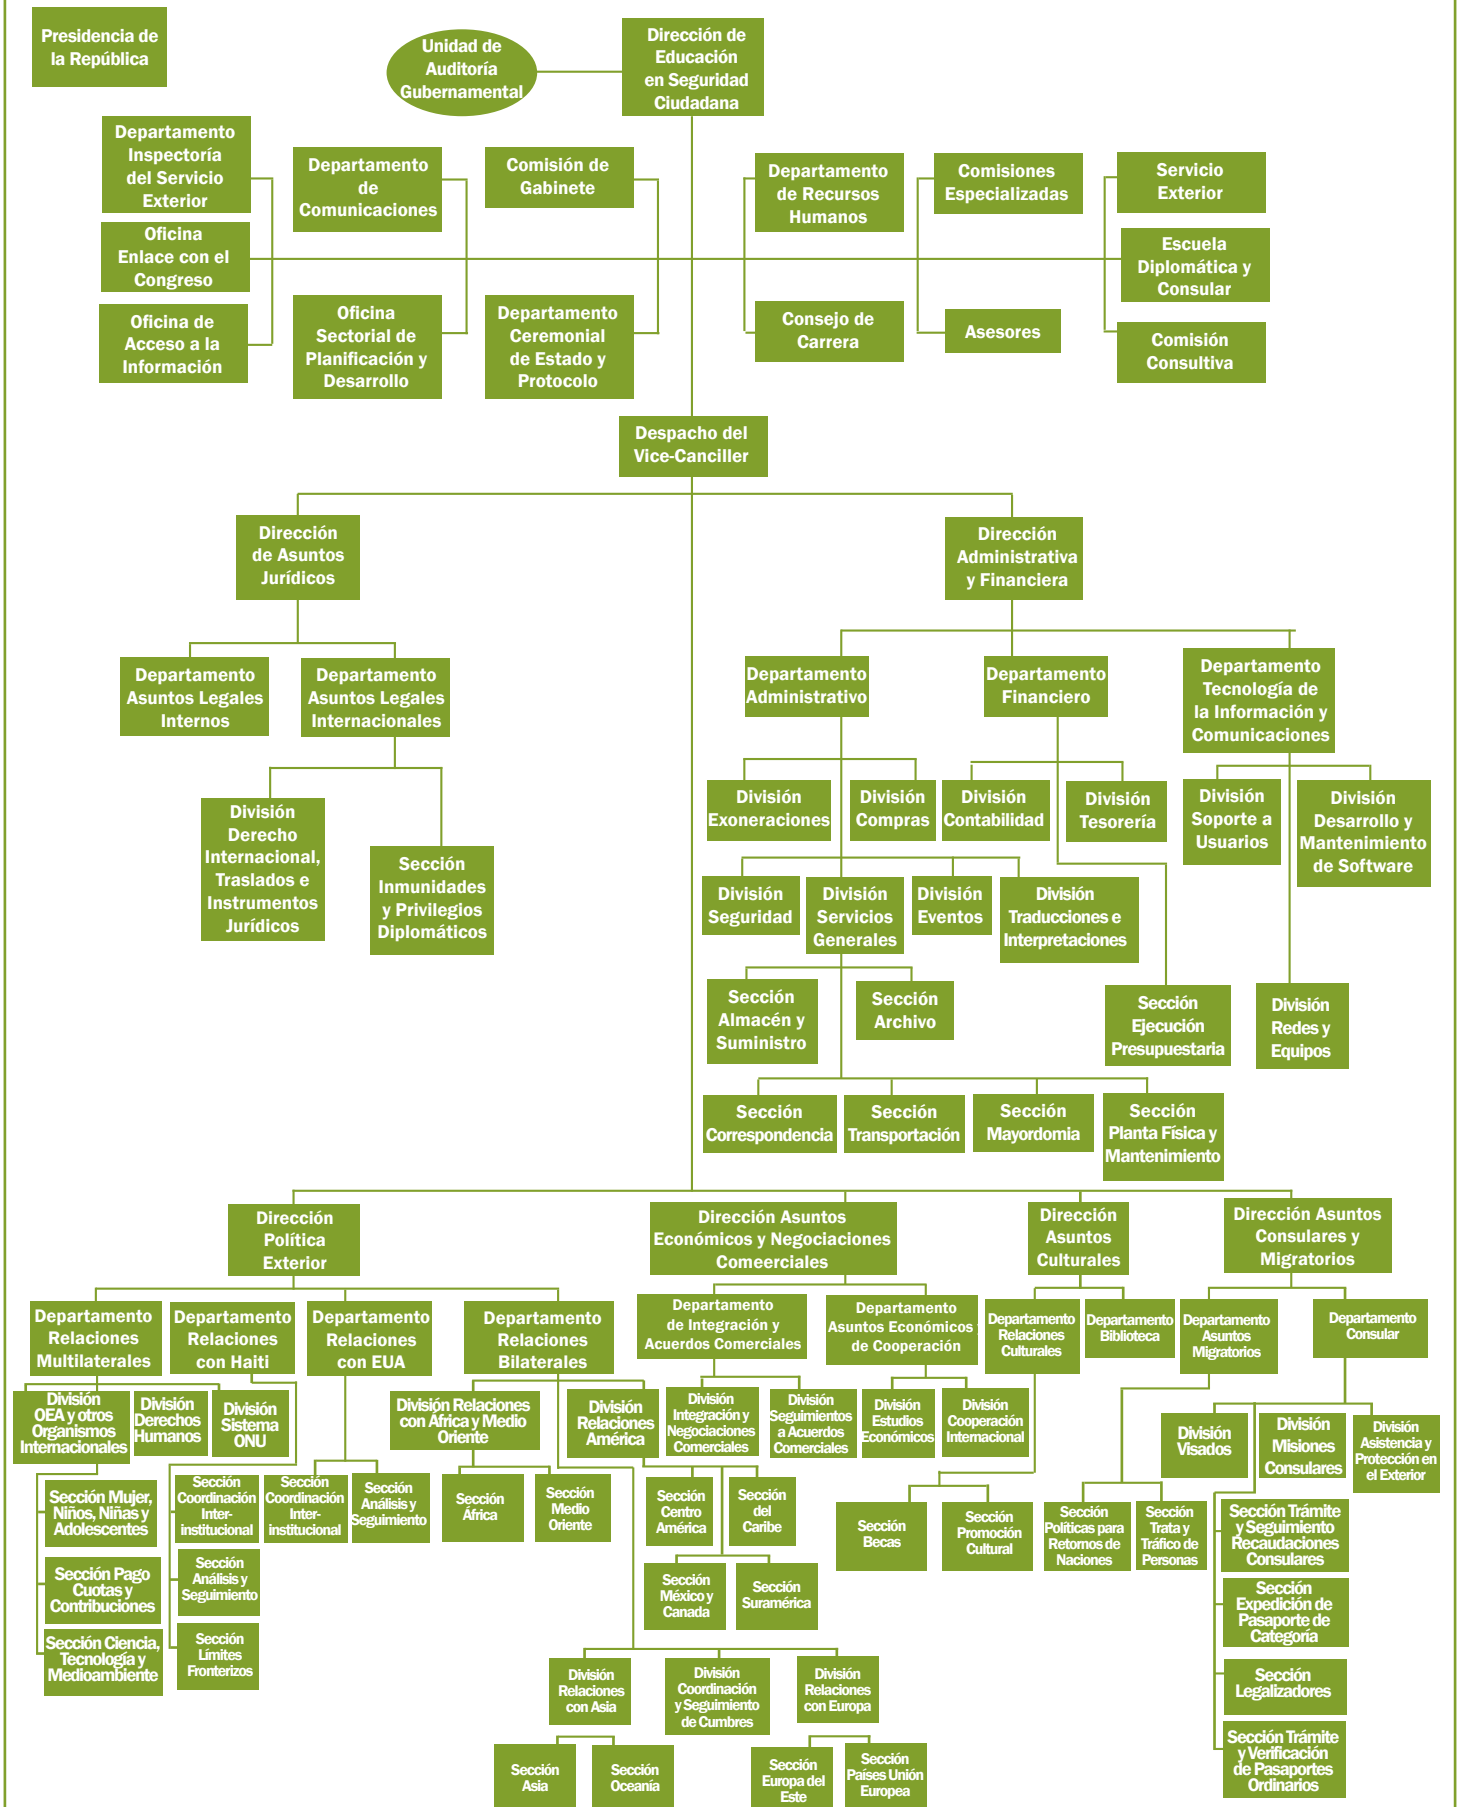 Presidencia de
la República
Unidad de
Auditoría
Gubernamental
Dirección de
Educación
en Seguridad
Ciudadana
Departamento
Inspectoría
del Servicio
Exterior
Departamento
de
Comunicaciones
Comisión de
Gabinete
Departamento
de Recursos
Humanos
Comisiones
Especializadas
Servicio
Exterior
Oficina
Enlace con el
Congreso
Escuela
Diplomática y
Consular
Oficina de
Acceso a la
Información
Oficina
Sectorial de
Planificación y
Desarrollo
Departamento
Ceremonial
de Estado y
Protocolo
Consejo de
Carrera
Asesores
Comisión
Consultiva
Despacho del
Vice-Canciller
Dirección
de Asuntos
Jurídicos
Dirección
Administrativa
y Financiera
Departamento
Asuntos Legales
Internos
Departamento
Asuntos Legales
Internacionales
Departamento
Administrativo
Departamento
Financiero
Departamento
Tecnología de
la Información y
Comunicaciones
División
Derecho
Internacional,
Traslados e
Instrumentos
Jurídicos
Sección
Inmunidades
y Privilegios
Diplomáticos
División
Exoneraciones
División
Compras
División
Contabilidad
División
Tesorería
División
Soporte a
Usuarios
División
Desarrollo y
Mantenimiento
de Software
División
Seguridad
División
Servicios
Generales
División
Eventos
División
Traducciones e
Interpretaciones
Sección
Almacén y
Suministro
Sección
Archivo
Sección
Ejecución
Presupuestaria
División
Redes y
Equipos
Sección
Correspondencia
Sección
Transportación
Sección
Mayordomia
Sección
Planta Física y
Mantenimiento
Dirección
Política
Exterior
Dirección Asuntos
Económicos y Negociaciones
Comeerciales
Dirección
Asuntos
Culturales
Dirección Asuntos
Consulares y
Migratorios
Departamento
Relaciones
Multilaterales
Departamento
Relaciones
con Haiti
Departamento
Relaciones
con EUA
Departamento
Relaciones
Bilaterales
Departamento
de Integración y
Acuerdos Comerciales
Departamento
Asuntos Económicos y
de Cooperación
Departamento
Relaciones
Culturales
Departamento
Biblioteca
Departamento
Asuntos
Migratorios
Departamento
Consular
División
OEA y otros
Organismos
Internacionales
División
Derechos
Humanos
División
Sistema
ONU
División Relaciones
con África y Medio
Oriente
División
Relaciones
América
División
Integración y
Negociaciones
Comerciales
División
Seguimientos
a Acuerdos
Comerciales
División
Estudios
Económicos
División
Cooperación
Internacional
División
Visados
División
Misiones
Consulares
División
Asistencia y
Protección en
el Exterior
Sección Mujer,
Niños, Niñas y
Adolescentes
Sección
Coordinación
Inter-
institucional
Sección
Coordinación
Inter-
institucional
Sección
Análisis y
Seguimiento
Sección
África
Sección
Medio
Oriente
Sección
Centro
América
Sección
del
Caribe
Sección
Becas
Sección
Promoción
Cultural
Sección
Políticas para
Retornos de
Naciones
Sección
Trata y
Tráfico de
Personas
Sección Trámite
y Seguimiento
Recaudaciones
Consulares
Sección Pago
Cuotas y
Contribuciones
Sección
Análisis y
Seguimiento
Sección
México y
Canada
Sección
Suramérica
Sección
Expedición de
Pasaporte de
Categoría
Sección Ciencia,
Tecnología y
Medioambiente
Sección
Límites
Fronterizos
División
Relaciones
con Asia
División
Coordinación
y Seguimiento
de Cumbres
División
Relaciones
con Europa
Sección
Legalizadores
Sección
Asia
Sección
Oceanía
Sección
Europa del
Este
Sección
Países Unión
Europea
Sección Trámite
y Verificación
de Pasaportes
Ordinarios